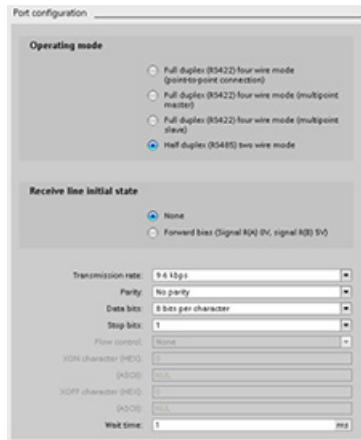 Port configuration
Operating mode
Full duplex (RS422) four wire mode
(point-to-point connection)
Full duplex (RS422) four wire mode (multipoint
master)
Full duplex (RS422) four wire mode (multipoint
slave)
Half duplex (RS485) two wire mode
Receive line initial state
None
Forward bias (Signal R(A) 0V, signal R(B) 5V)
Transmission rate: 9.6 kbps
Parity: No parity
Data bits: 8 bits per character
Stop bits: 1
Flow control: None
XON character (HEX): 0
(ASCII): NUL
XOFF character (HEX): 0
(ASCII): NUL
Wait time: 1 ms